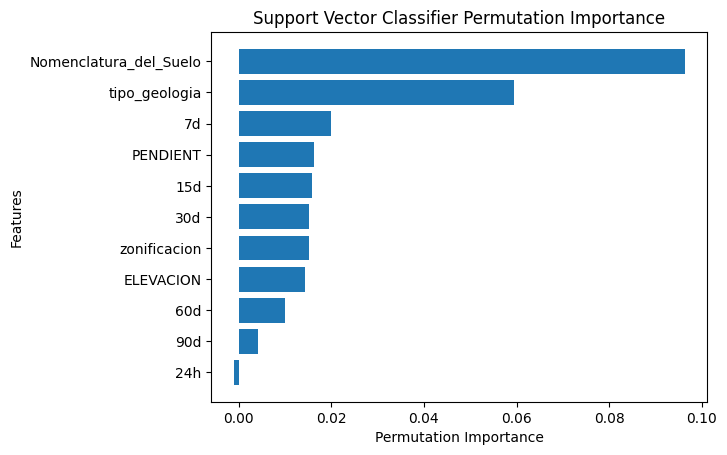 Support Vector Classifier Permutation Importance
Features
Nomenclatura_del_Suelo
tipo_geologia
7d
PENDIENT
15d
30d
zonificacion
ELEVACION
60d
90d
24h
0.00 0.02 0.04 0.06 0.08 0.10
Permutation Importance